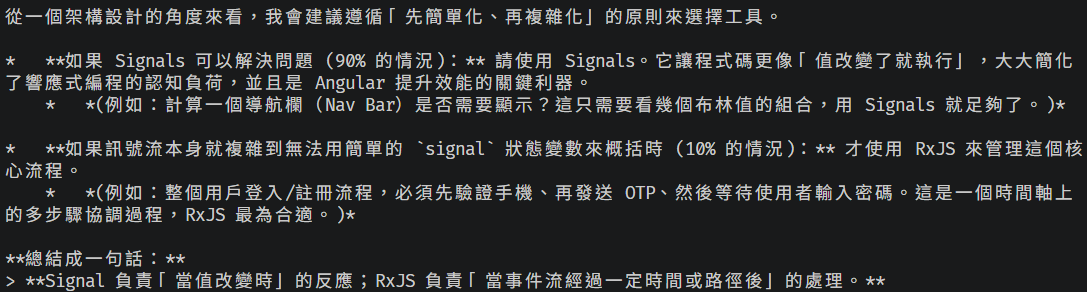 從一個架構設計的角度來看，我會建議遵循「先簡單化、再複雜化」的原則來選擇工具。
*   **如果 Signals 可以解決問題 (90% 的情況)：** 請使用 Signals。它讓程式碼更像「值改變了就執行」，大大簡化
了響應式編程的認知負荷，並且是 Angular 提升效能的關鍵利器。
    *   *(例如：計算一個導航欄 (Nav Bar) 是否需要顯示？這只需要看幾個布林值的組合，用 Signals 就足夠了。)*
*   **如果訊號流本身就複雜到無法用簡單的 `signal` 狀態變數來概括時 (10% 的情況)：** 才使用 RxJS 來管理這個核
心流程。
    *   *(例如：整個用戶登入/註冊流程，必須先驗證手機、再發送 OTP、然後等待使用者輸入密碼。這是一個時間軸上
的多步驟協調過程，RxJS 最為合適。)*
**總結成一句話：**
> **Signal 負責「當值改變時」的反應；RxJS 負責「當事件流經過一定時間或路徑後」的處理。**